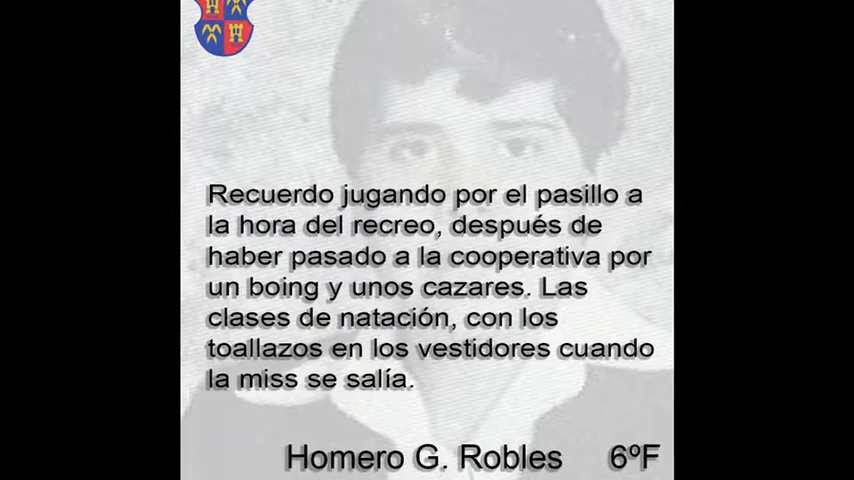 Recuerdo jugando por el pasillo a
la hora del recreo, después de
haber pasado a la cooperativa por
un boing y unos cazares. Las
clases de natación, con los
toallazos en los vestidores cuando
la miss se salía.
Homero G. Robles 6ºF